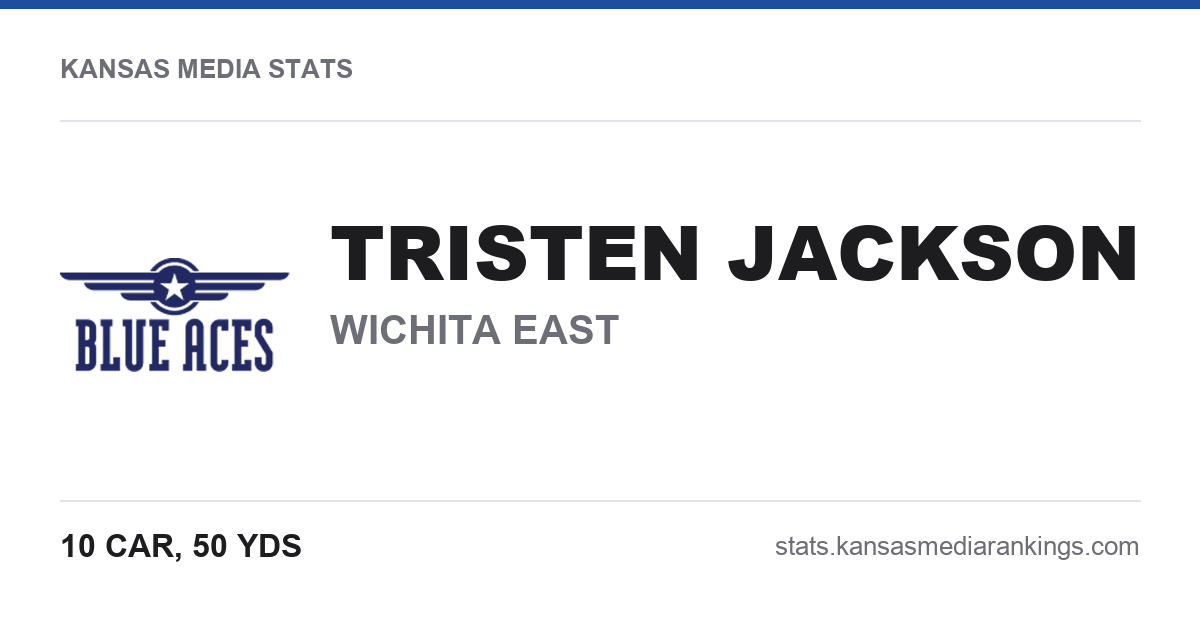 KANSAS MEDIA STATS
TRISTEN JACKSON
WICHITA EAST
BLUE ACES
10 CAR, 50 YDS
stats.kansasmediarankings.com